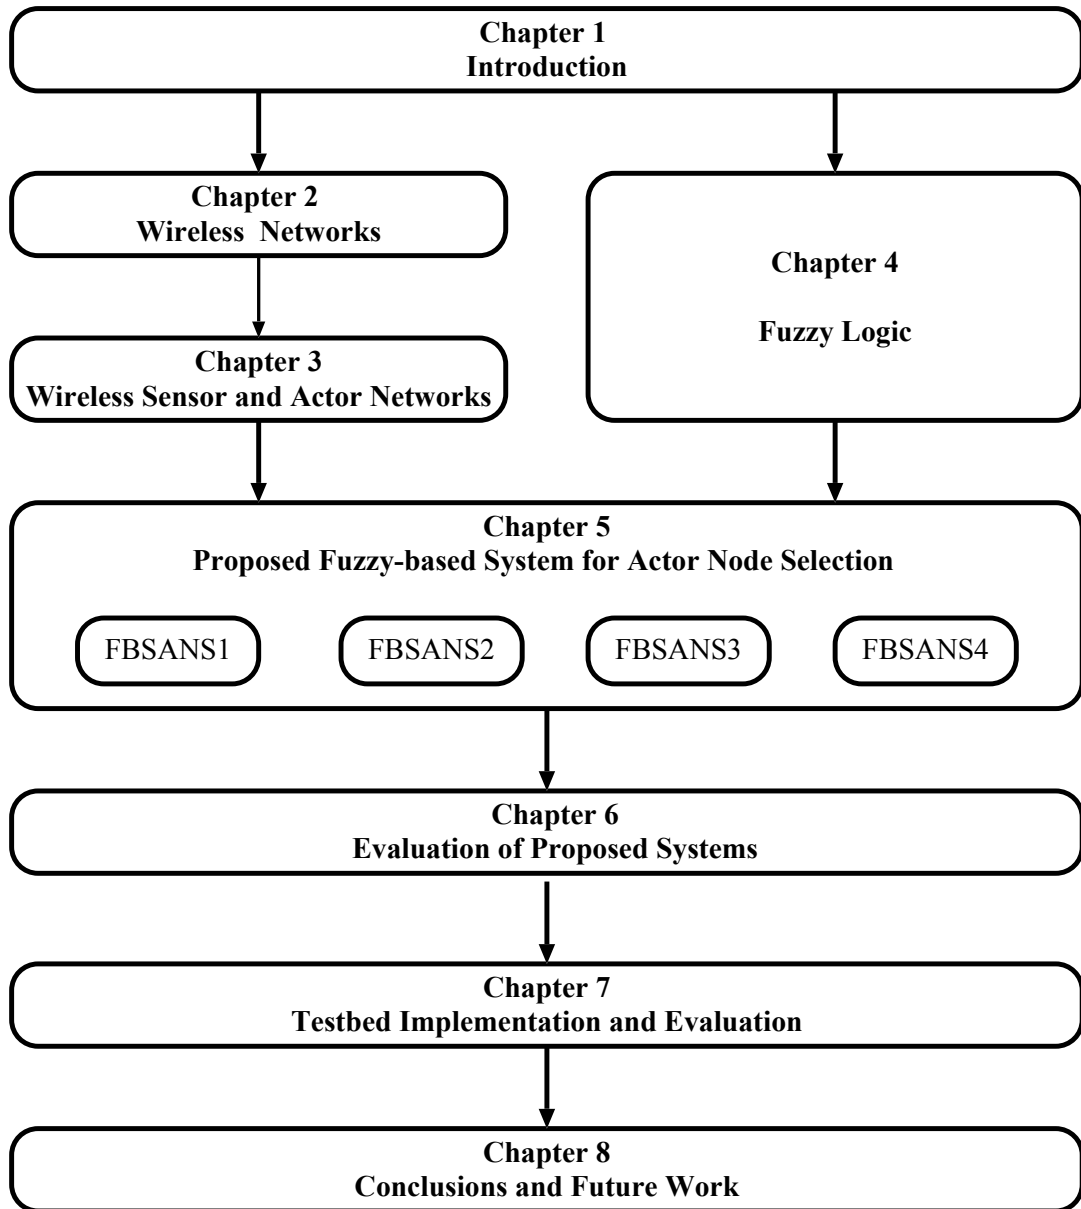 Chapter 1
Introduction
Chapter 2
Wireless Networks
Chapter 3
Wireless Sensor and Actor Networks
Chapter 4
Fuzzy Logic
Chapter 5
Proposed Fuzzy-based System for Actor Node Selection
FBSANS1
FBSANS2
FBSANS3
FBSANS4
Chapter 6
Evaluation of Proposed Systems
Chapter 7
Testbed Implementation and Evaluation
Chapter 8
Conclusions and Future Work